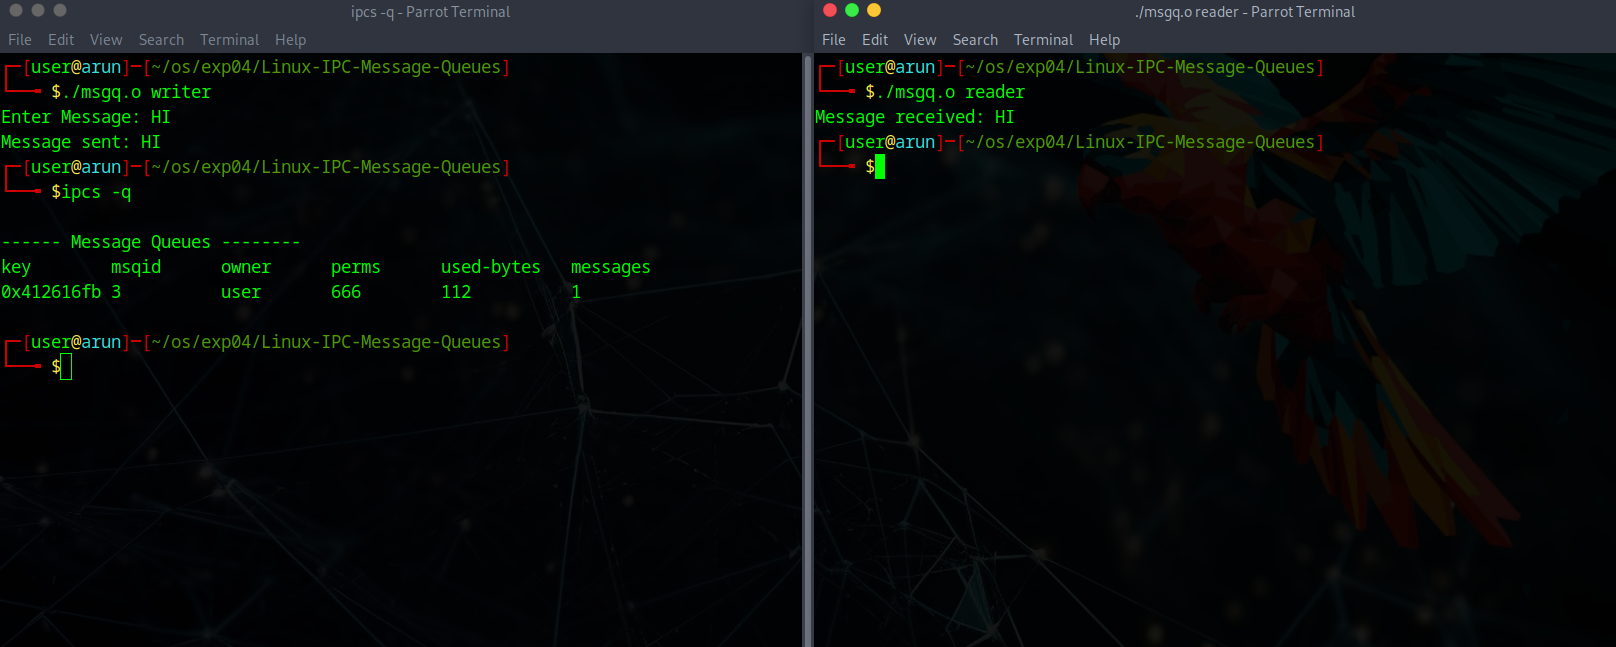 ipcs -q - Parrot Terminal
File Edit View Search Terminal Help
┌─[user@arun]─[~/os/exp04/Linux-IPC-Message-Queues]
└──╼ $./msgq.o writer
Enter Message: HI
Message sent: HI
┌─[user@arun]─[~/os/exp04/Linux-IPC-Message-Queues]
└──╼ $ipcs -q
------ Message Queues --------
key        msqid      owner      perms      used-bytes   messages
0x412616fb 3          user       666        112          1
┌─[user@arun]─[~/os/exp04/Linux-IPC-Message-Queues]
└──╼ $
./msgq.o reader - Parrot Terminal
File Edit View Search Terminal Help
┌─[user@arun]─[~/os/exp04/Linux-IPC-Message-Queues]
└──╼ $./msgq.o reader
Message received: HI
┌─[user@arun]─[~/os/exp04/Linux-IPC-Message-Queues]
└──╼ $